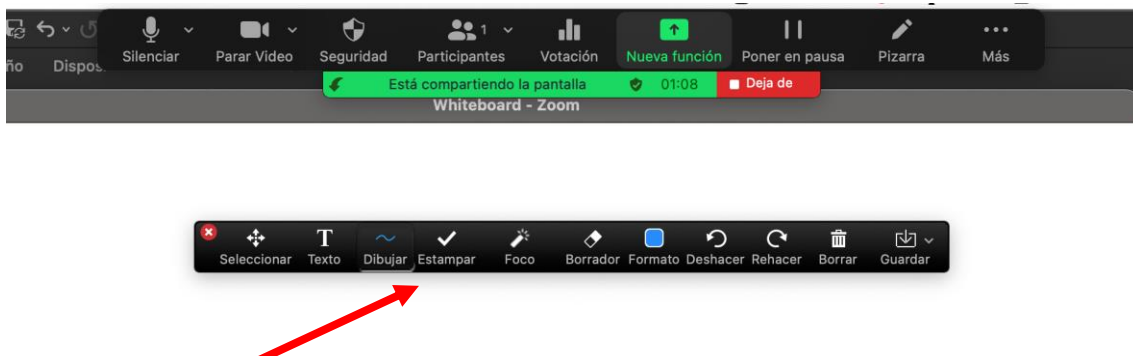 1
Silenciar Parar Video Seguridad Participantes Votación Nueva función Poner en pausa Pizarra Más
ño Dispos
Está compartiendo la pantalla 01:08 Deja de
Whiteboard - Zoom
T
Seleccionar Texto Dibujar Estampar Foco Borrador Formato Deshacer Rehacer Borrar Guardar